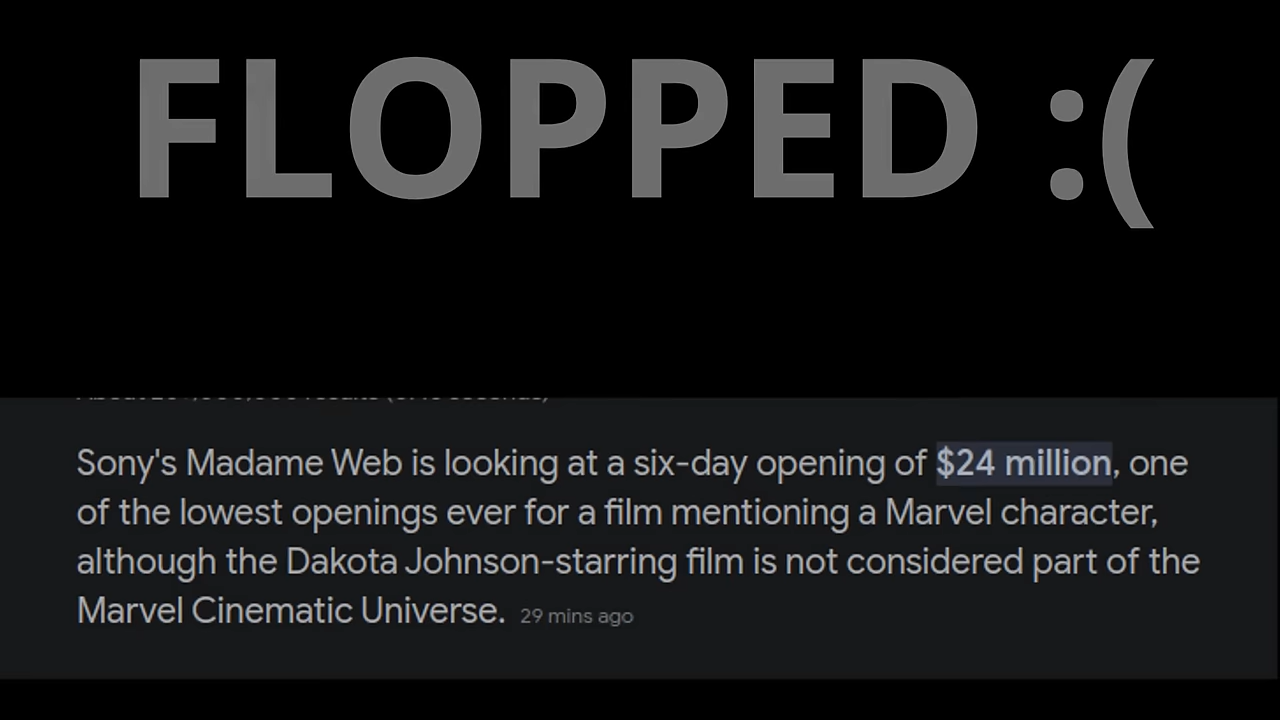 FLOPPED :(
Sony's Madame Web is looking at a six-day opening of $24 million, one
of the lowest openings ever for a film mentioning a Marvel character,
although the Dakota Johnson-starring film is not considered part of the
Marvel Cinematic Universe. 29 mins ago